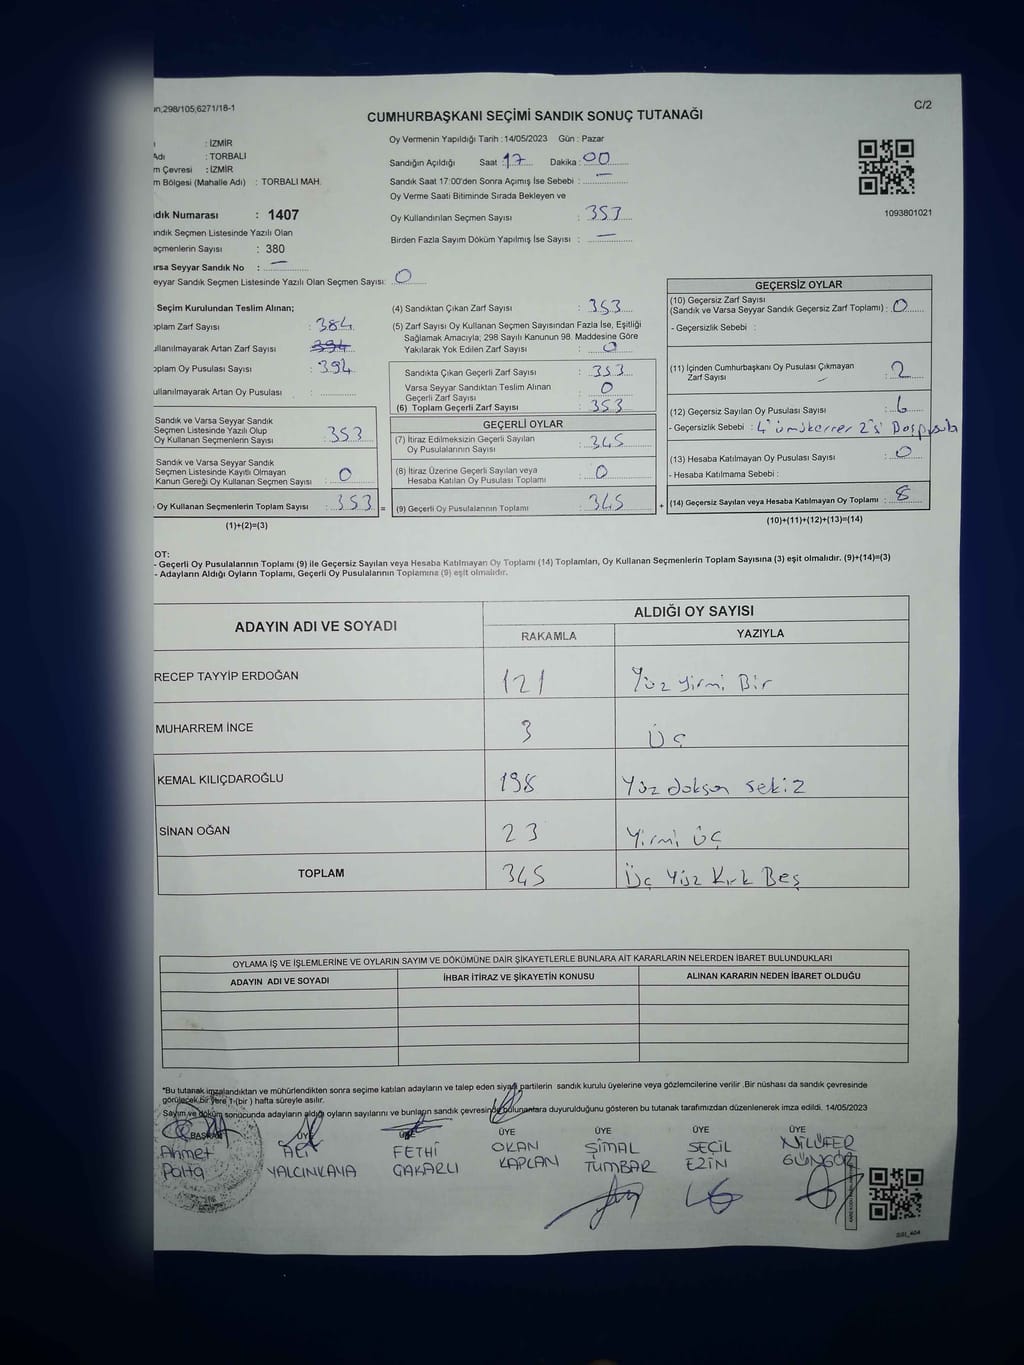 298/105;6271/18-1
C/2
CUMHURBAŞKANI SEÇİMİ SANDIK SONUÇ TUTANAĞI
: İZMİR
Adı : TORBALI
m Çevresi : İZMİR
m Bölgesi (Mahalle Adı) : TORBALI MAH.
dık Numarası : 1407
andık Seçmen Listesinde Yazılı Olan
eçmenlerin Sayısı : 380
arsa Seyyar Sandık No : —
eyyar Sandık Seçmen Listesinde Yazılı Olan Seçmen Sayısı: 0
Oy Vermenin Yapıldığı Tarih : 14/05/2023 Gün : Pazar
Sandığın Açıldığı Saat : 17 Dakika : 00
Sandık Saat 17:00'den Sonra Açımış İse Sebebi : —
Oy Verme Saati Bitiminde Sırada Bekleyen ve
Oy Kullandırılan Seçmen Sayısı : 353
Birden Fazla Sayım Döküm Yapılmış İse Sayısı : —
1093801021
Seçim Kurulundan Teslim Alınan;
oplam Zarf Sayısı : 384
ullanılmayarak Artan Zarf Sayısı : 394
oplam Oy Pusulası Sayısı : 394
ullanılmayarak Artan Oy Pusulası :
Sandık ve Varsa Seyyar Sandık
Seçmen Listesinde Yazılı Olup
Oy Kullanan Seçmenlerin Sayısı : 353
Sandık ve Varsa Seyyar Sandık
Seçmen Listesinde Kayıtlı Olmayan
Kanun Gereği Oy Kullanan Seçmen Sayısı : 0
Oy Kullanan Seçmenlerin Toplam Sayısı : 353 =
(1)+(2)=(3)
(4) Sandıktan Çıkan Zarf Sayısı : 353
(5) Zarf Sayısı Oy Kullanan Seçmen Sayısından Fazla İse, Eşitliği
Sağlamak Amacıyla; 298 Sayılı Kanunun 98. Maddesine Göre
Yakılarak Yok Edilen Zarf Sayısı : 0
Sandıkta Çıkan Geçerli Zarf Sayısı : 353
Varsa Seyyar Sandıktan Teslim Alınan
Geçerli Zarf Sayısı : 0
(6) Toplam Geçerli Zarf Sayısı : 353
GEÇERLİ OYLAR
(7) İtiraz Edilmeksizin Geçerli Sayılan
Oy Pusulalarının Sayısı : 345
(8) İtiraz Üzerine Geçerli Sayılan veya
Hesaba Katılan Oy Pusulası Toplamı : 0
(9) Geçerli Oy Pusulalarının Toplamı : 345 +
GEÇERSİZ OYLAR
(10) Geçersiz Zarf Sayısı
(Sandık ve Varsa Seyyar Sandık Geçersiz Zarf Toplamı) : 0
- Geçersizlik Sebebi :
(11) İçinden Cumhurbaşkanı Oy Pusulası Çıkmayan
Zarf Sayısı : 2
(12) Geçersiz Sayılan Oy Pusulası Sayısı : 6
- Geçersizlik Sebebi : 4'ü mükerrer 2'si
(13) Hesaba Katılmayan Oy Pusulası Sayısı : 0
- Hesaba Katılmama Sebebi :
(14) Geçersiz Sayılan veya Hesaba Katılmayan Oy Toplamı : 8
(10)+(11)+(12)+(13)=(14)
OT:
- Geçerli Oy Pusulalarının Toplamı (9) ile Geçersiz Sayılan veya Hesaba Katılmayan Oy Toplamı (14) Toplamları, Oy Kullanan Seçmenlerin Toplam Sayısına (3) eşit olmalıdır. (9)+(14)=(3)
- Adayların Aldığı Oyların Toplamı, Geçerli Oy Pusulalarının Toplamına (9) eşit olmalıdır.
ADAYIN ADI VE SOYADI
ALDIĞI OY SAYISI
RAKAMLA YAZIYLA
RECEP TAYYİP ERDOĞAN 121 Yüz yirmi Bir
MUHARREM İNCE 3 Üç
KEMAL KILIÇDAROĞLU 198 Yüz doksan sekiz
SİNAN OĞAN 23 Yirmi üç
TOPLAM 345 Üç Yüz Kırk Beş
OYLAMA İŞ VE İŞLEMLERİNE VE OYLARIN SAYIM VE DÖKÜMÜNE DAİR ŞİKAYETLERLE BUNLARA AİT KARARLARIN NELERDEN İBARET BULUNDUKLARI
ADAYIN ADI VE SOYADI İHBAR İTİRAZ VE ŞİKAYETİN KONUSU ALINAN KARARIN NEDEN İBARET OLDUĞU
*Bu tutanak imzalandıktan ve mühürlendikten sonra seçime katılan adayların ve talep eden siyasi partilerin sandık kurulu üyelerine veya gözlemcilerine verilir .Bir nüshası da sandık çevresinde
görülecek bir yere 1 (bir ) hafta süreyle asılır.
Sayım ve döküm sonucunda adayların aldığı oyların sayılarını ve bunların sandık çevresinde bulunanlara duyurulduğunu gösteren bu tutanak tarafımızdan düzenlenerek imza edildi. 14/05/2023
BAŞKAN ÜYE ÜYE ÜYE ÜYE ÜYE ÜYE
Ahmet ALİ FETHİ OKAN ŞİMAL SEÇİL NİLÜFER
Palta YALÇINKAYA GAKARLI KAPLAN TUMBAR EZİN GÜNGÖR